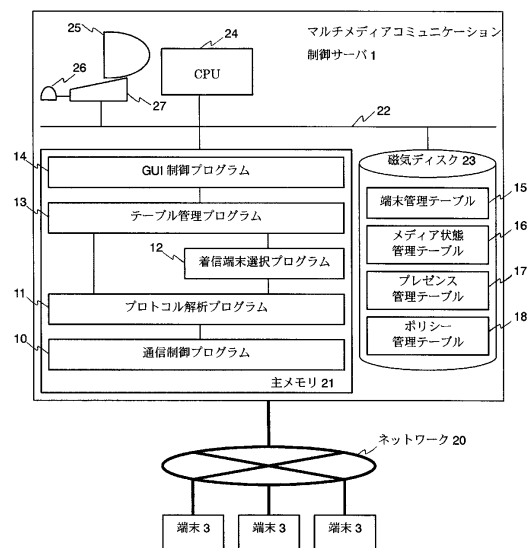 25
24
マルチメディアコミュニケーション
制御サーバ 1
26
CPU
27
22
磁気ディスク 23
14
GUI 制御プログラム
13
テーブル管理プログラム
12
着信端末選択プログラム
11
プロトコル解析プログラム
10
通信制御プログラム
主メモリ 21
端末管理テーブル
15
メディア状態
管理テーブル
16
プレゼンス
管理テーブル
17
ポリシー
管理テーブル
18
ネットワーク 20
端末 3
端末 3
端末 3